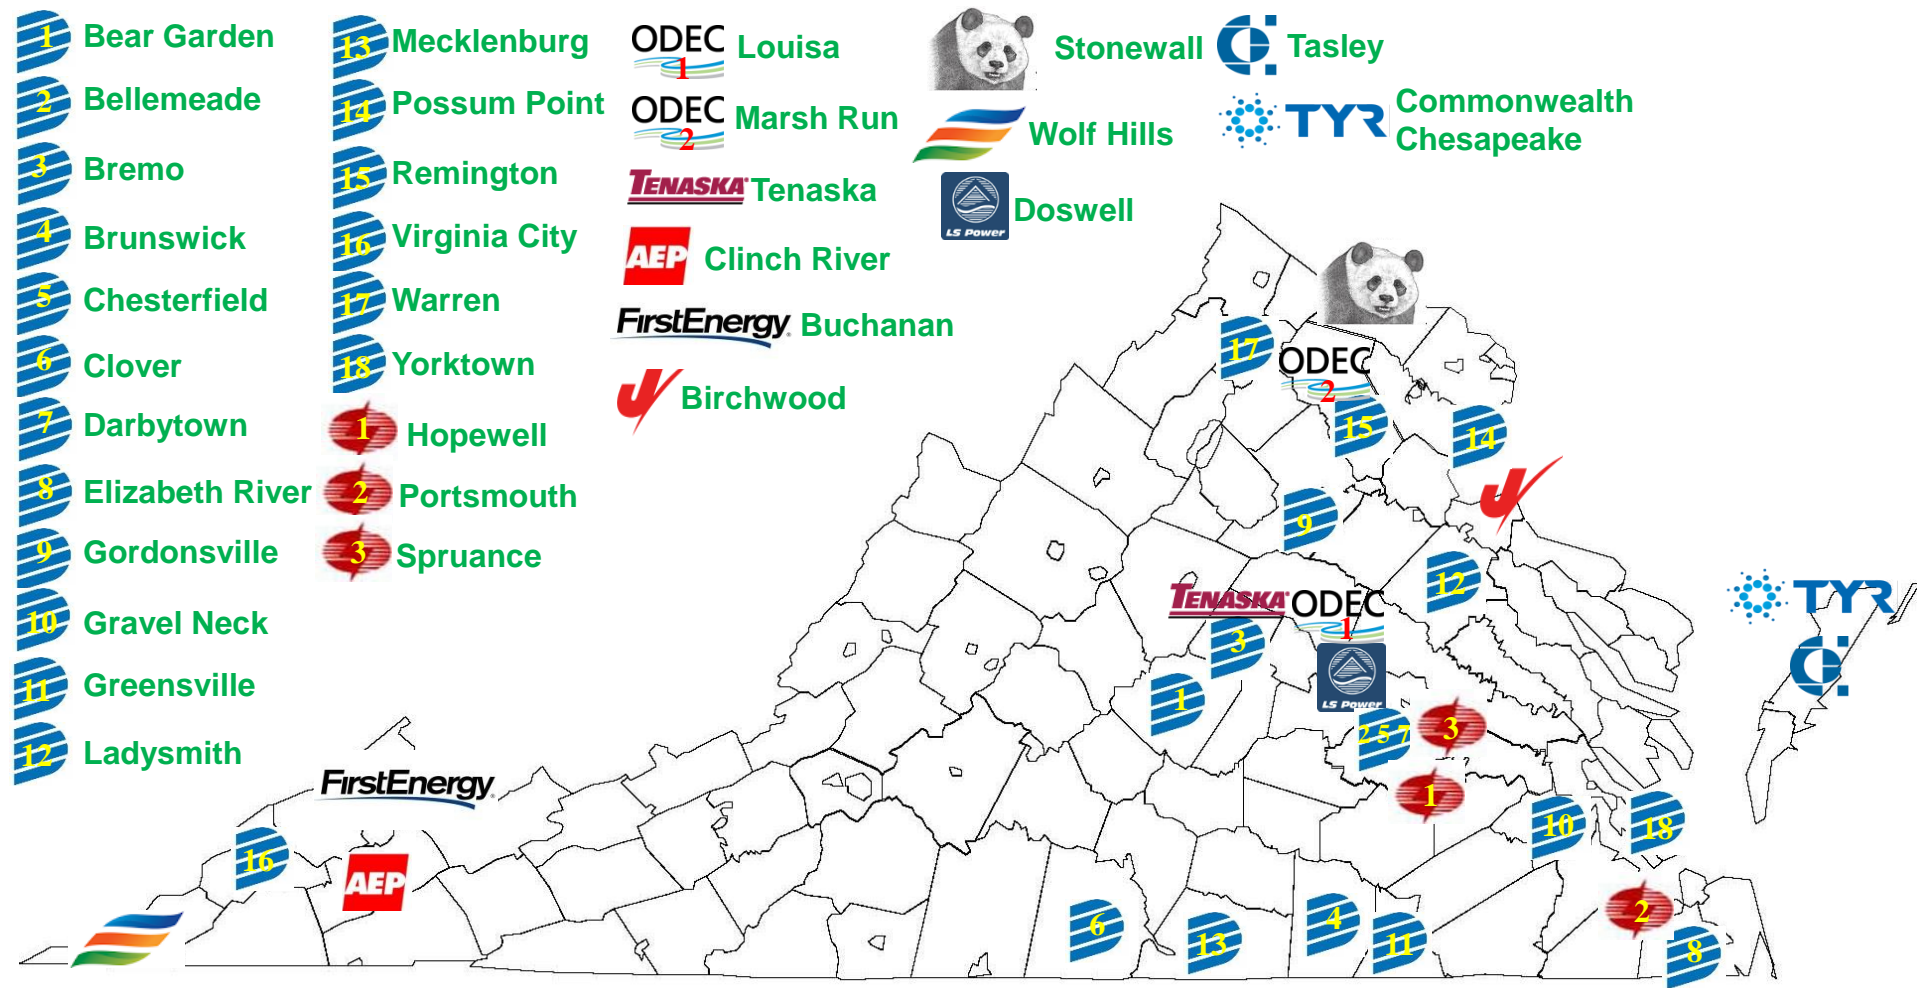 1 Bear Garden
2 Bellemeade
3 Bremo
4 Brunswick
5 Chesterfield
6 Clover
7 Darbytown
8 Elizabeth River
9 Gordonsville
10 Gravel Neck
11 Greensville
12 Ladysmith
13 Mecklenburg
14 Possum Point
15 Remington
16 Virginia City
17 Warren
18 Yorktown
1 Hopewell
2 Portsmouth
3 Spruance
ODEC 1 Louisa
ODEC 2 Marsh Run
TENASKA Tenaska
AEP Clinch River
FirstEnergy. Buchanan
Birchwood
Stonewall
Wolf Hills
LS Power Doswell
Tasley
TYR Commonwealth
Chesapeake
17
ODEC
2
15
14
9
12
TENASKA
ODEC
1
3
LS Power
1
2 5 7
3
1
10
18
TYR
FirstEnergy.
16
AEP
6
13
4
11
2
8